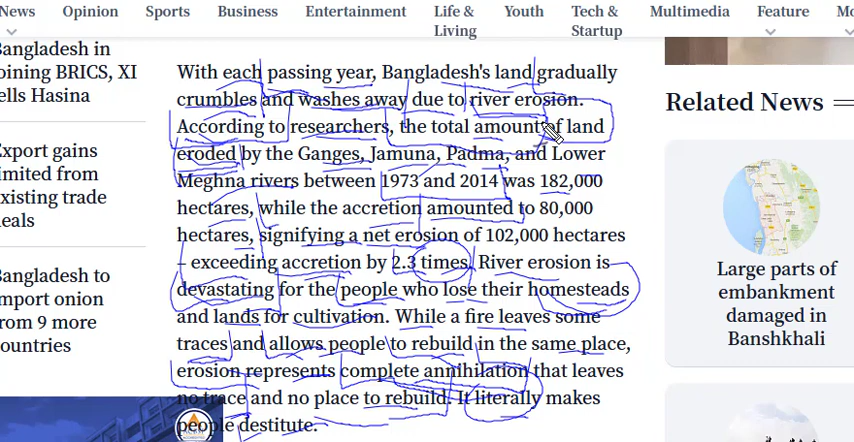 News Opinion Sports Business Entertainment Life & Living Youth Tech & Startup Multimedia Feature
Bangladesh in
oining BRICS, XI
ells Hasina
Export gains
imited from
existing trade
deals
Bangladesh to
import onion
from 9 more
countries
With each passing year, Bangladesh's land gradually
crumbles and washes away due to river erosion.
According to researchers, the total amount of land
eroded by the Ganges, Jamuna, Padma, and Lower
Meghna rivers between 1973 and 2014 was 182,000
hectares, while the accretion amounted to 80,000
hectares, signifying a net erosion of 102,000 hectares
– exceeding accretion by 2.3 times. River erosion is
devastating for the people who lose their homesteads
and lands for cultivation. While a fire leaves some
traces and allows people to rebuild in the same place,
erosion represents complete annihilation that leaves
no trace and no place to rebuild. It literally makes
people destitute.
Related News
Large parts of
embankment
damaged in
Banshkhali